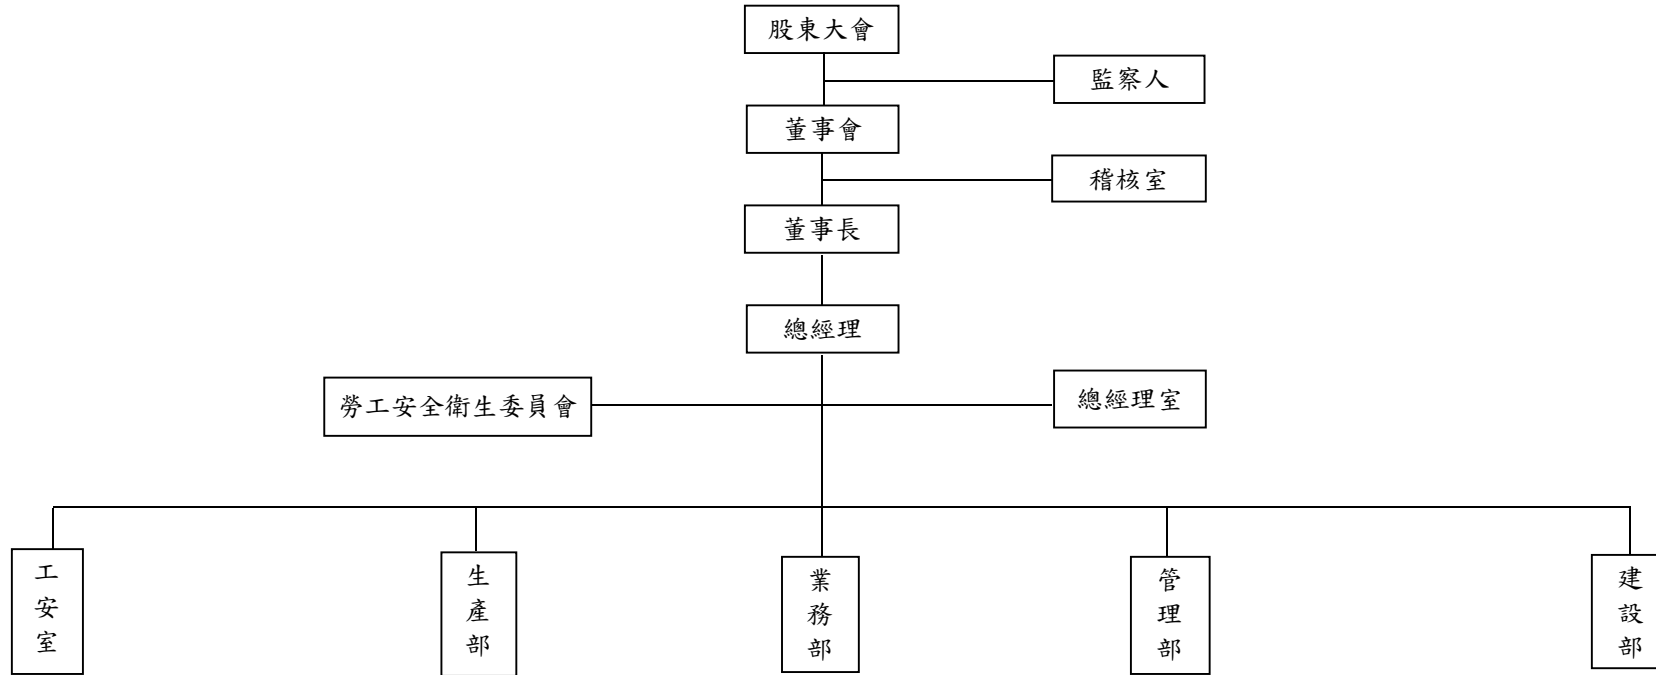 股東大會
監察人
董事會
稽核室
董事長
總經理
勞工安全衛生委員會
總經理室
工安室
生產部
業務部
管理部
建設部